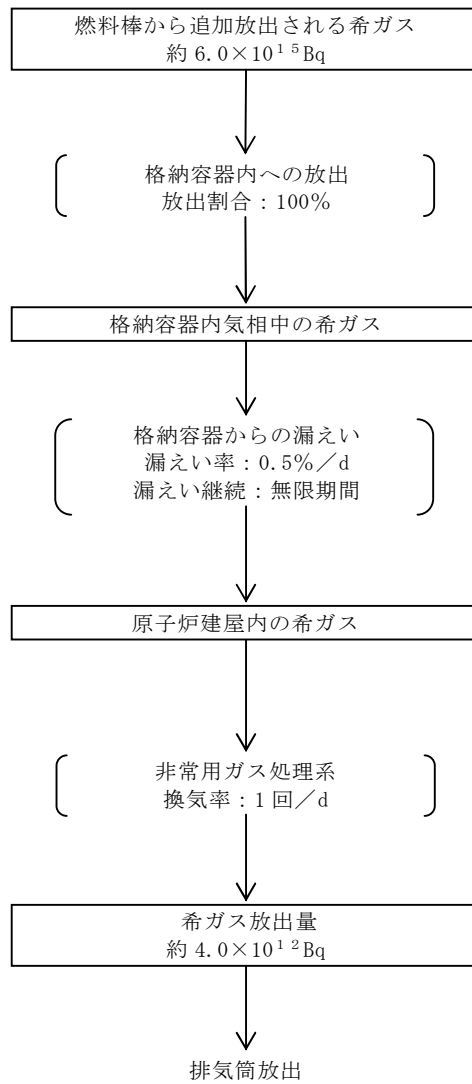 燃料棒から追加放出される希ガス
約 6.0×10¹⁵Bq
格納容器内への放出
放出割合：100％
格納容器内気相中の希ガス
格納容器からの漏えい
漏えい率：0.5％／d
漏えい継続：無限期間
原子炉建屋内の希ガス
非常用ガス処理系
換気率：1 回／d
希ガス放出量
約 4.0×10¹²Bq
排気筒放出